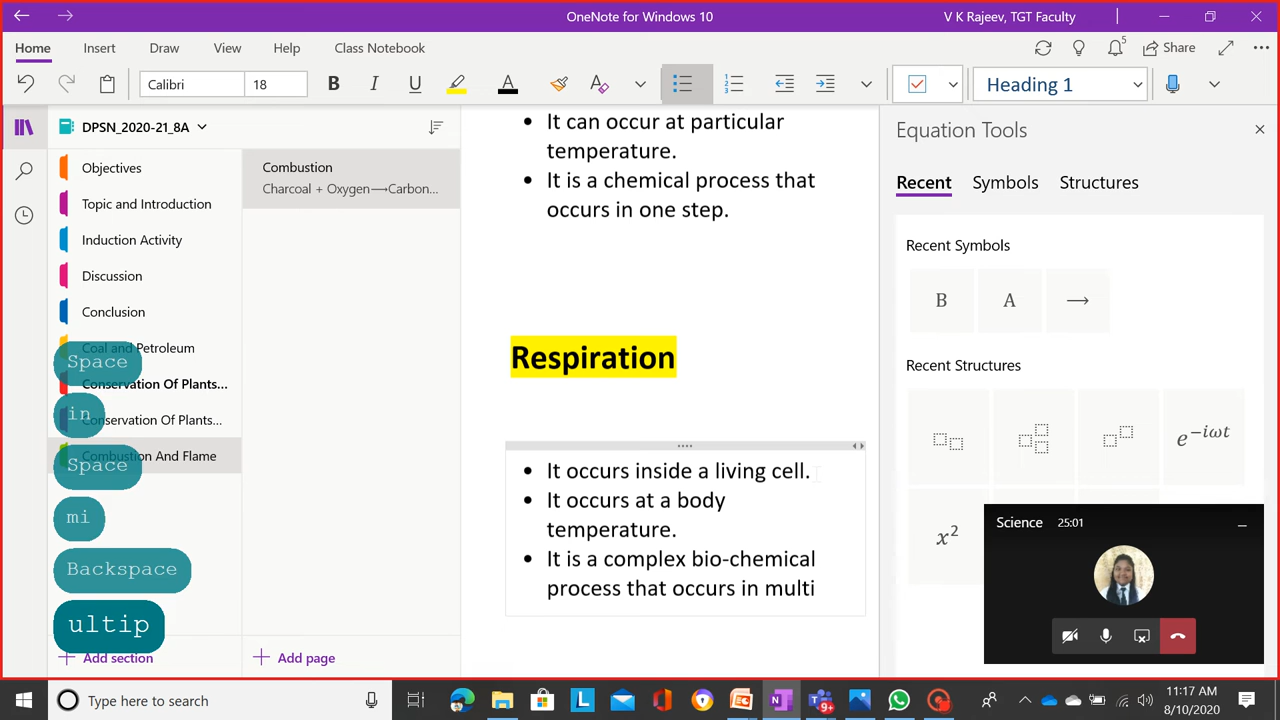 OneNote for Windows 10
V K Rajeev, TGT Faculty
Home
Insert
Draw
View
Help
Class Notebook
5
Share
Calibri
18
B
I
U
A
Heading 1
DPSN_2020-21_8A
Objectives
Topic and Introduction
Induction Activity
Discussion
Conclusion
Coal and Petroleum
Conservation Of Plants...
Conservation Of Plants...
Combustion And Flame
Space
in
Space
mi
Backspace
ultip
Add section
Combustion
Charcoal + Oxygen⟶Carbon...
Add page
It can occur at particular
temperature.
It is a chemical process that
occurs in one step.
Respiration
It occurs inside a living cell.
It occurs at a body
temperature.
It is a complex bio-chemical
process that occurs in multi
Equation Tools
Recent
Symbols
Structures
Recent Symbols
B
A
→
Recent Structures
e^{−iωt}
x²
Science
25:01
Type here to search
L
N
9+
11:17 AM
8/10/2020